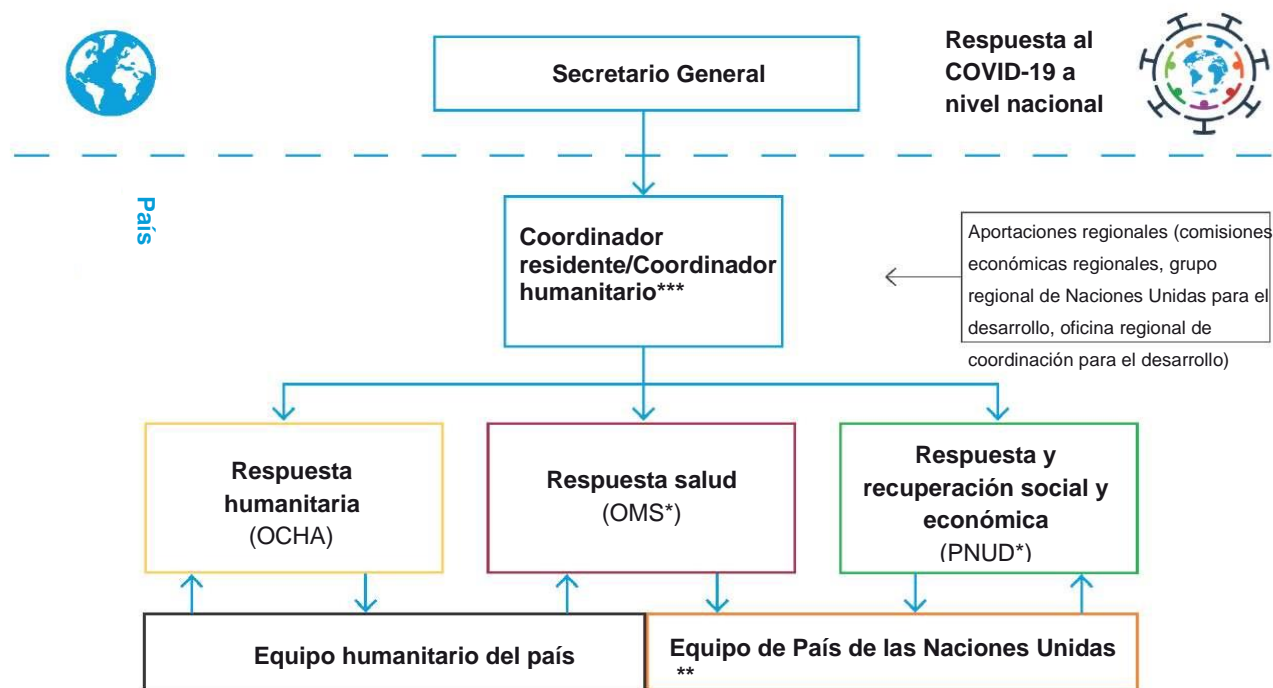 Secretario General
Respuesta al
COVID-19 a
nivel nacional
País
Coordinador
residente/Coordinador
humanitario***
Aportaciones regionales (comisiones
económicas regionales, grupo
regional de Naciones Unidas para el
desarrollo, oficina regional de
coordinación para el desarrollo)
Respuesta
humanitaria
(OCHA)
Respuesta salud
(OMS*)
Respuesta y
recuperación social y
económica
(PNUD*)
Equipo humanitario del país
Equipo de País de las Naciones Unidas
**